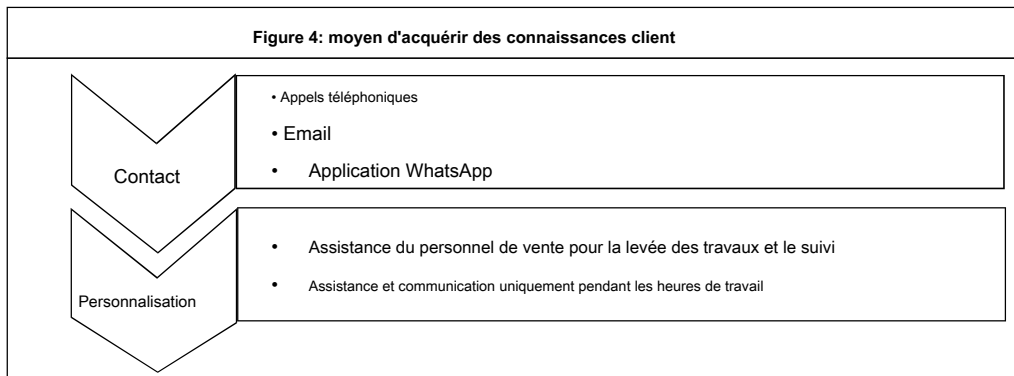 Figure 4: moyen d'acquérir des connaissances client
• Appels téléphoniques
• Email
• Application WhatsApp
Contact
• Assistance du personnel de vente pour la levée des travaux et le suivi
• Assistance et communication uniquement pendant les heures de travail
Personnalisation